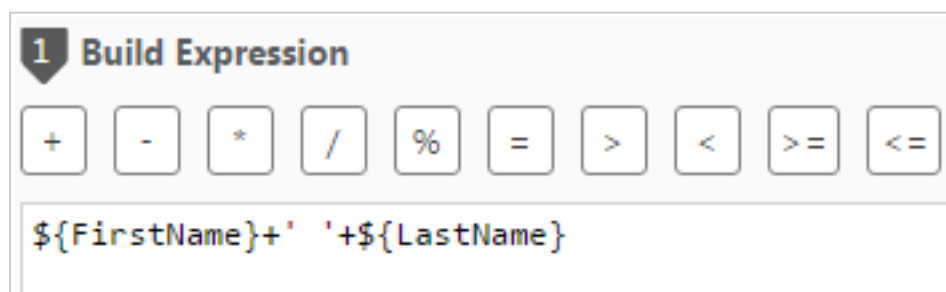 1 Build Expression
+ - * / % = > < >= <=
${FirstName}+' '+${LastName}